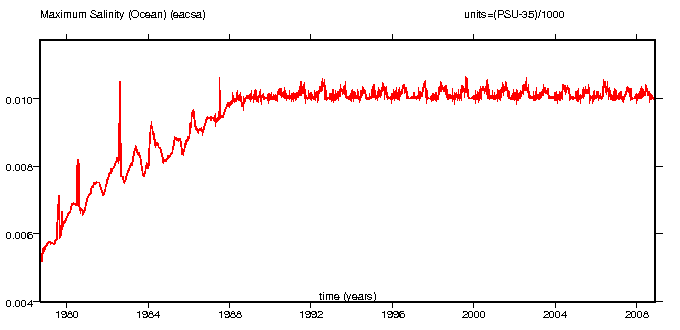 Maximum Salinity (Ocean) (eacsa) units=(PSU-35)/1000
0.010
0.008
0.006
0.004
time (years)
1980 1984 1988 1992 1996 2000 2004 2008